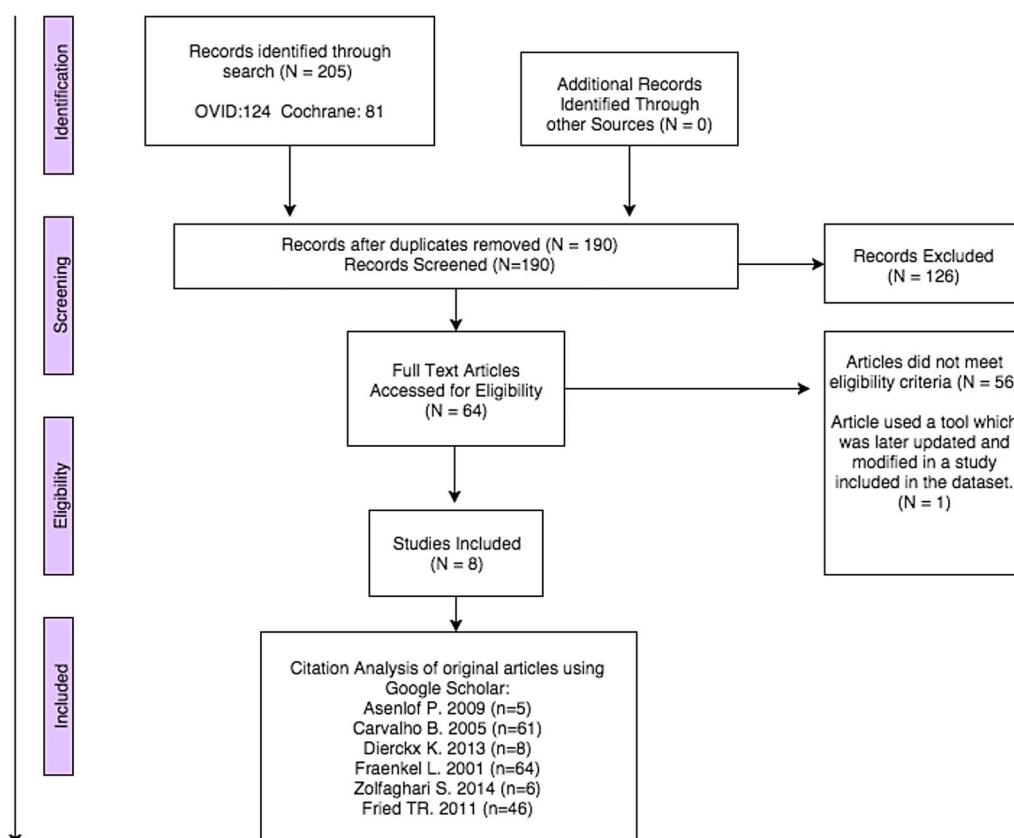 Identification
Records identified through
search (N = 205)
OVID:124 Cochrane: 81
Additional Records
Identified Through
other Sources (N = 0)
Screening
Records after duplicates removed (N = 190)
Records Screened (N=190)
Records Excluded
(N = 126)
Full Text Articles
Accessed for Eligibility
(N = 64)
Articles did not meet
eligibility criteria (N = 56
Article used a tool which
was later updated and
modified in a study
included in the dataset.
(N = 1)
Eligibility
Studies Included
(N = 8)
Included
Citation Analysis of original articles using
Google Scholar:
Asenlof P. 2009 (n=5)
Carvalho B. 2005 (n=61)
Dierckx K. 2013 (n=8)
Fraenkel L. 2001 (n=64)
Zolfaghari S. 2014 (n=6)
Fried TR. 2011 (n=46)